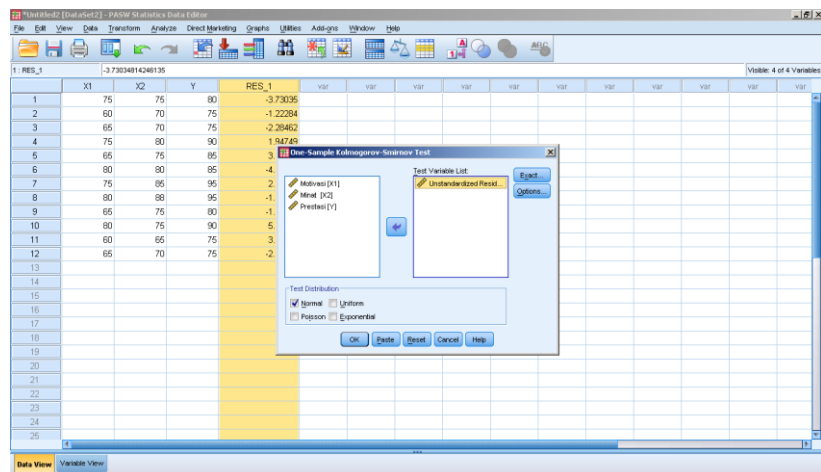 *Untitled2 [DataSet2] - PASW Statistics Data Editor
File Edit View Data Transform Analyze Direct Marketing Graphs Utilities Add-ons Window Help
1 : RES_1 -3.73034814246135 Visible: 4 of 4 Variables
X1 X2 Y RES_1 var var var var var var var var var
1 75 75 80 -3.73035
2 60 70 75 -1.22284
3 65 70 75 -2.28462
4 75 80 90 1.84749
5 65 75 85 3.
6 80 80 85 -4.
7 75 85 95 2.
8 80 88 95 -1.
9 65 75 80 -1.
10 80 75 90 5.
11 60 65 75 3.
12 65 70 75 -2.
13
14
15
16
17
18
19
20
21
22
23
24
25
One-Sample Kolmogorov-Smirnov Test
Test Variable List:
Motivasi [X1]
Minat [X2]
Prestasi [Y]
Unstandardized Resid...
Exact...
Options...
Test Distribution
Normal Uniform
Poisson Exponential
OK Paste Reset Cancel Help
Data View Variable View